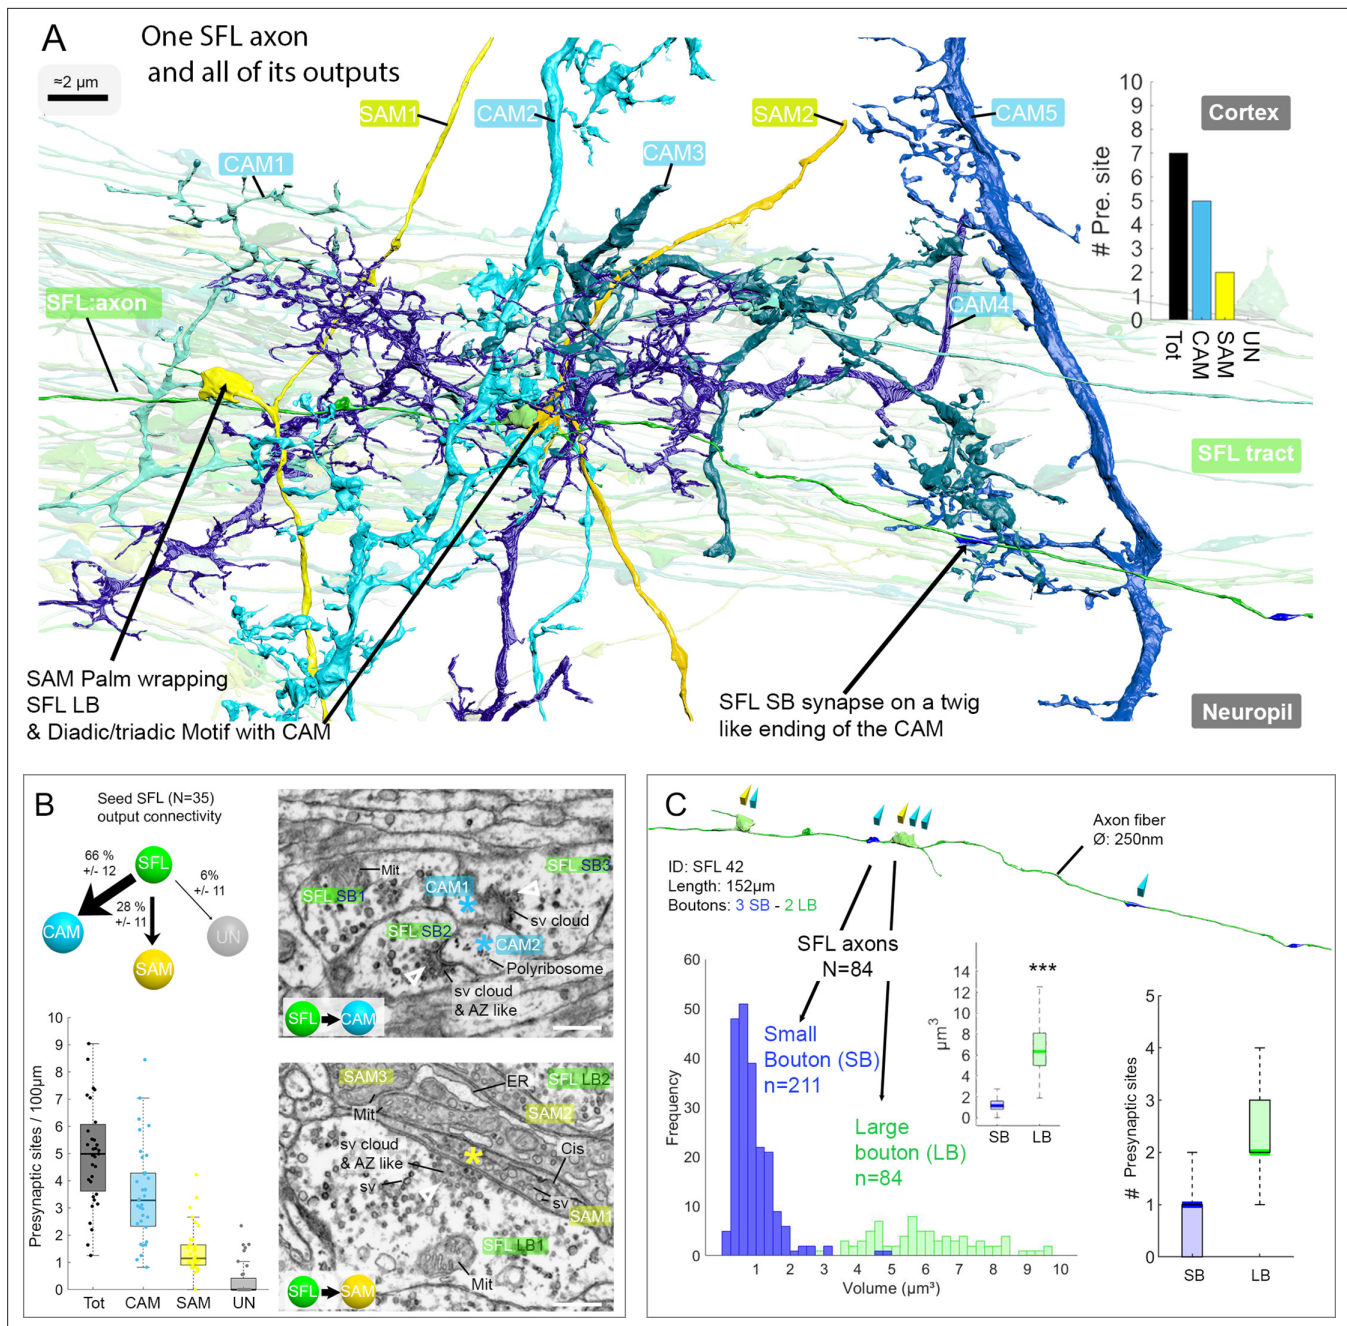 A
One SFL axon
and all of its outputs
≈2 µm
SAM1
CAM2
SAM2
CAM5
CAM1
CAM3
SFL:axon
CAM4
Cortex
SFL tract
Neuropil
# Pre. site
10
9
8
7
6
5
4
3
2
1
0
Tot
CAM
SAM
UN
SAM Palm wrapping
SFL LB
& Diadic/triadic Motif with CAM
SFL SB synapse on a twig
like ending of the CAM
B
Seed SFL (N=35)
output connectivity
66 %
+/- 12
SFL
6%
+/- 11
28 %
+/- 11
CAM
UN
SAM
Presynaptic sites / 100µm
10
9
8
7
6
5
4
3
2
1
0
Tot
CAM
SAM
UN
Mit
SFL SB3
SFL SB1
CAM1
sv cloud
SFL SB2
CAM2
Polyribosome
sv cloud
& AZ like
SFL
CAM
SAM3
ER
SFL LB2
Mit
SAM2
sv cloud
& AZ like
Cis
sv
sv
SAM1
SFL LB1
Mit
SFL
SAM
C
Axon fiber
Ø: 250nm
ID: SFL 42
Length: 152µm
Boutons: 3 SB - 2 LB
SFL axons
N=84
Small
Bouton (SB)
n=211
Large
bouton (LB)
n=84
Frequency
60
50
40
30
20
10
0
1
2
3
4
5
6
7
8
9
10
Volume (µm³)
µm³
14
12
10
8
6
4
2
0
***
SB
LB
# Presynaptic sites
5
4
3
2
1
0
SB
LB